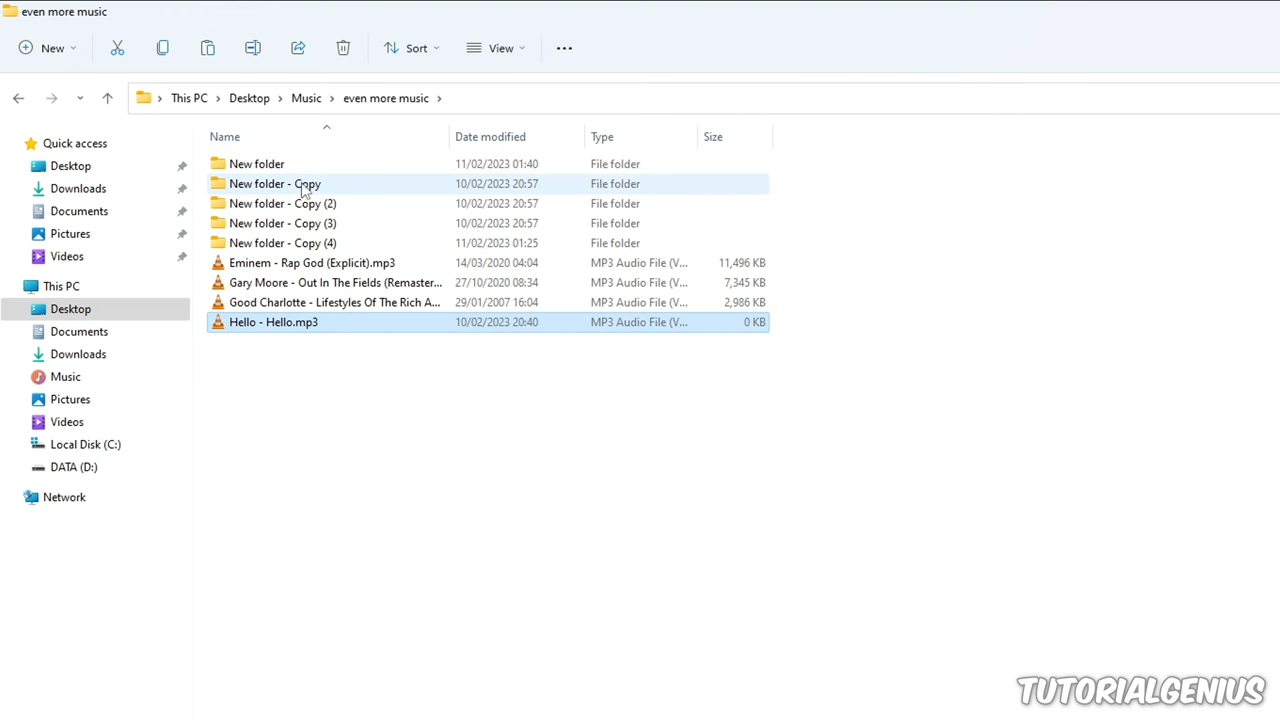 even more music
New
Sort
View
This PC > Desktop > Music > even more music >
Name Date modified Type Size
Quick access
Desktop
Downloads
Documents
Pictures
Videos
This PC
Desktop
Documents
Downloads
Music
Pictures
Videos
Local Disk (C:)
DATA (D:)
Network
New folder 11/02/2023 01:40 File folder
New folder - Copy 10/02/2023 20:57 File folder
New folder - Copy (2) 10/02/2023 20:57 File folder
New folder - Copy (3) 10/02/2023 20:57 File folder
New folder - Copy (4) 11/02/2023 01:25 File folder
Eminem - Rap God (Explicit).mp3 14/03/2020 04:04 MP3 Audio File (V... 11,496 KB
Gary Moore - Out In The Fields (Remaster... 27/10/2020 08:34 MP3 Audio File (V... 7,345 KB
Good Charlotte - Lifestyles Of The Rich A... 29/01/2007 16:04 MP3 Audio File (V... 2,986 KB
Hello - Hello.mp3 10/02/2023 20:40 MP3 Audio File (V... 0 KB
TUTORIALGENIUS